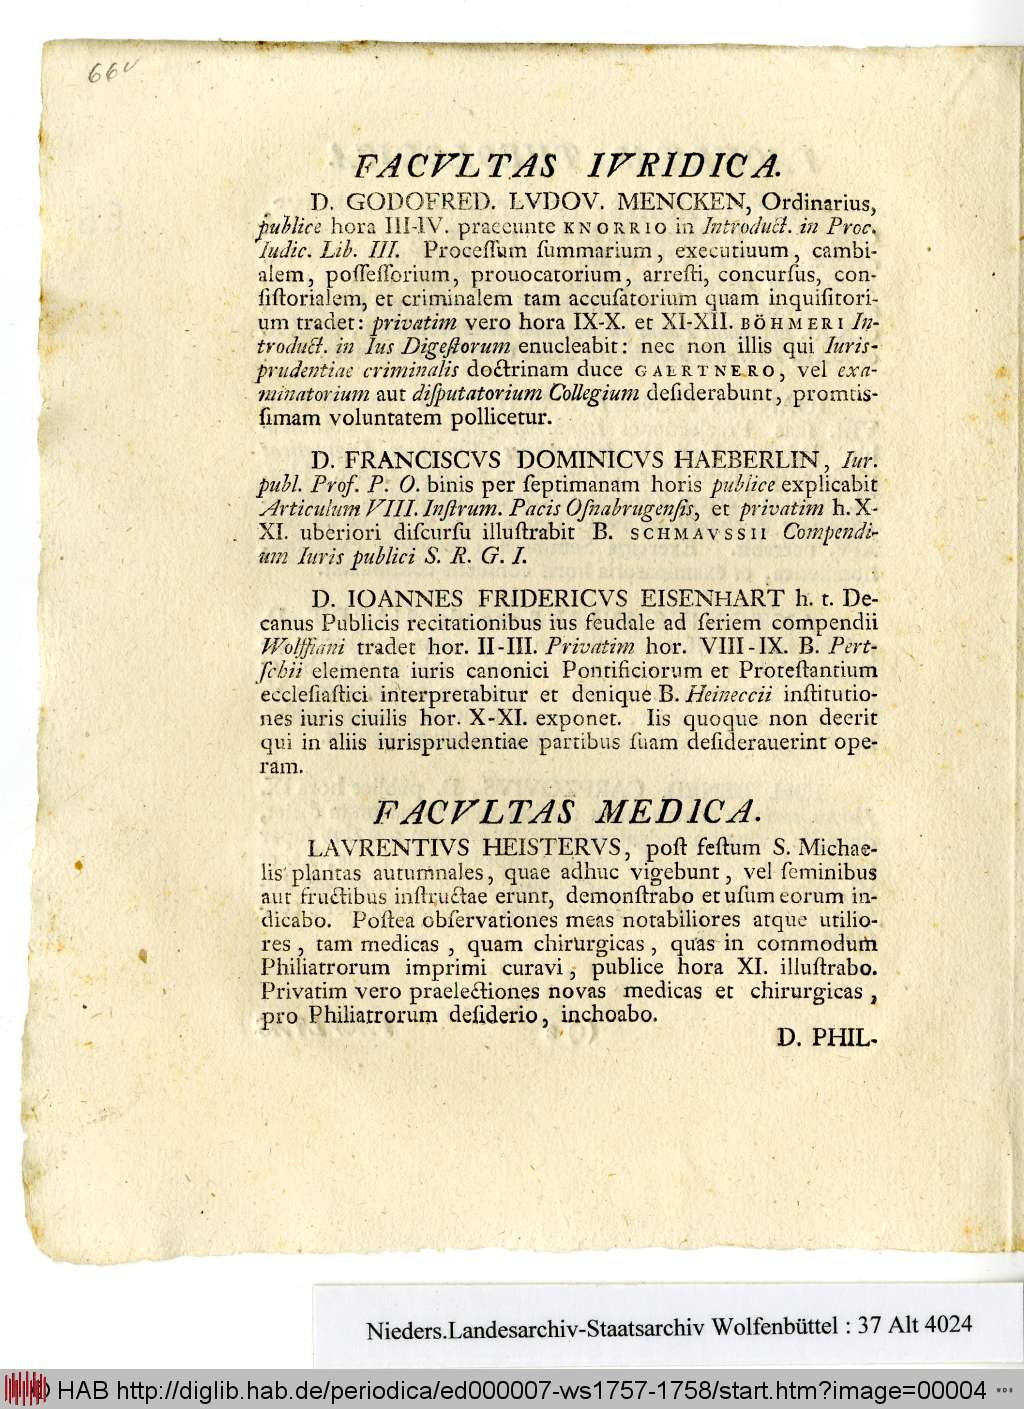 66v
FACVLTAS IVRIDICA.
D. GODOFRED. LVDOV. MENCKEN, Ordinarius,
publice hora III-IV. praeeunte KNORRIO in Introduct. in Proc.
Iudic. Lib. III. Proceſſum ſummarium, executiuum, cambi-
alem, poſſeſſorium, prouocatorium, arreſti, concurſus, con-
ſiſtorialem, et criminalem tam accuſatorium quam inquiſitori-
um tradet: privatim vero hora IX-X. et XI-XII. BÖHMERI In-
troduct. in Ius Digeſtorum enucleabit: nec non illis qui Iuris-
prudentiae criminalis doctrinam duce GAERTNERO, vel exa-
minatorium aut diſputatorium Collegium deſiderabunt, promtis-
ſimam voluntatem pollicetur.
D. FRANCISCVS DOMINICVS HAEBERLIN, Iur.
publ. Prof. P. O. binis per ſeptimanam horis publice explicabit
Articulum VIII. Inſtrum. Pacis Oſnabrugenſis, et privatim h. X-
XI. uberiori diſcurſu illuſtrabit B. SCHMAVSSII Compendi-
um Iuris publici S. R. G. I.
D. IOANNES FRIDERICVS EISENHART h. t. De-
canus Publicis recitationibus ius feudale ad ſeriem compendii
Wolffiani tradet hor. II-III. Privatim hor. VIII-IX. B. Pert-
ſchii elementa iuris canonici Pontificiorum et Proteſtantium
eccleſiaſtici interpretabitur et denique B. Heineccii inſtitutio-
nes iuris ciuilis hor. X-XI. exponet. Iis quoque non deerit
qui in aliis iurisprudentiae partibus ſuam deſiderauerint ope-
ram.
FACVLTAS MEDICA.
LAVRENTIVS HEISTERVS, poſt feſtum S. Michae-
lis plantas autumnales, quae adhuc vigebunt, vel ſeminibus
aut fructibus inſtructae erunt, demonſtrabo et uſum eorum in-
dicabo. Poſtea obſervationes meas notabiliores atque utilio-
res, tam medicas, quam chirurgicas, quas in commodum
Philiatrorum imprimi curavi, publice hora XI. illuſtrabo.
Privatim vero praelectiones novas medicas et chirurgicas,
pro Philiatrorum deſiderio, inchoabo.
D. PHIL-
Nieders.Landesarchiv-Staatsarchiv Wolfenbüttel : 37 Alt 4024
© HAB http://diglib.hab.de/periodica/ed000007-ws1757-1758/start.htm?image=00004